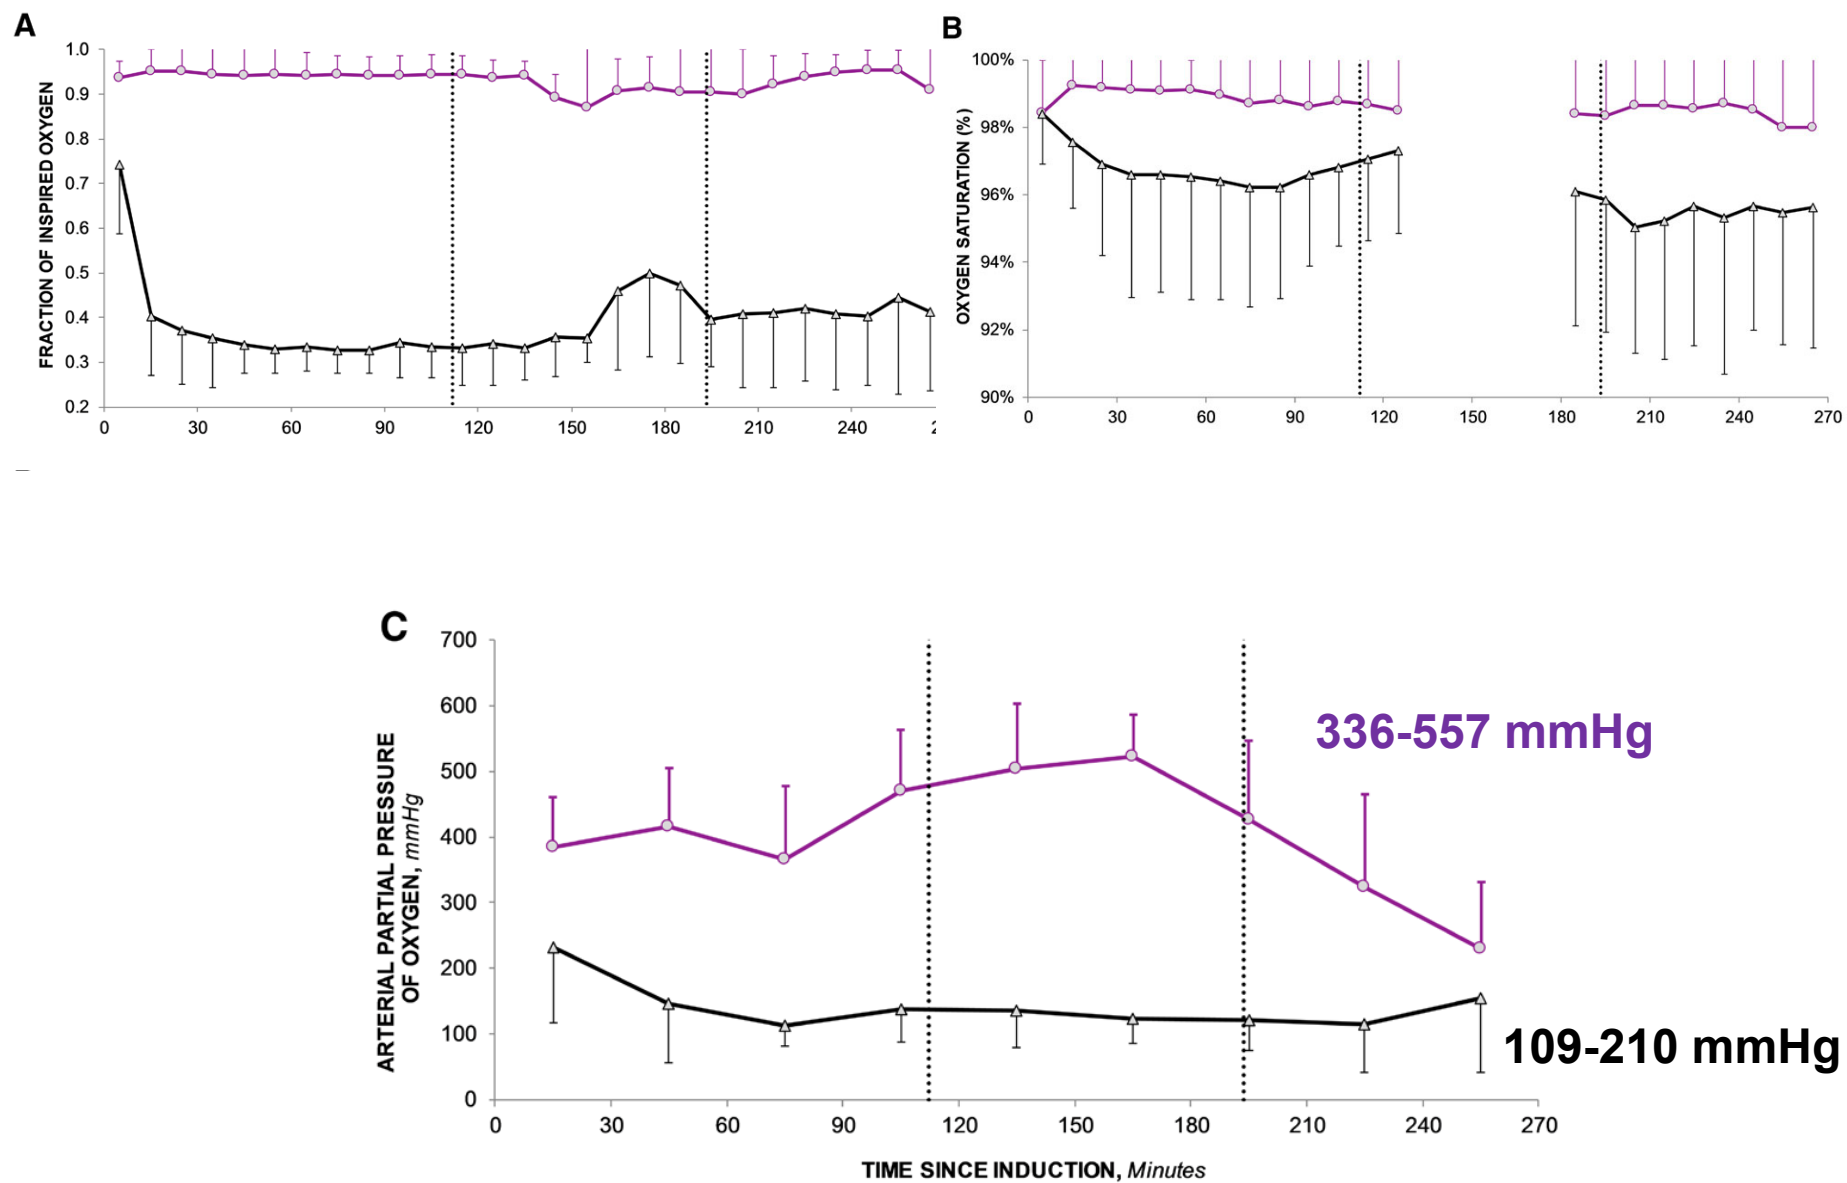 A
FRACTION OF INSPIRED OXYGEN
1.0
0.9
0.8
0.7
0.6
0.5
0.4
0.3
0.2
0 30 60 90 120 150 180 210 240
B
OXYGEN SATURATION (%)
100%
98%
96%
94%
92%
90%
0 30 60 90 120 150 180 210 240 270
C
ARTERIAL PARTIAL PRESSURE
OF OXYGEN, mmHg
700
600
500
400
300
200
100
0
0 30 60 90 120 150 180 210 240 270
TIME SINCE INDUCTION, Minutes
336-557 mmHg
109-210 mmHg